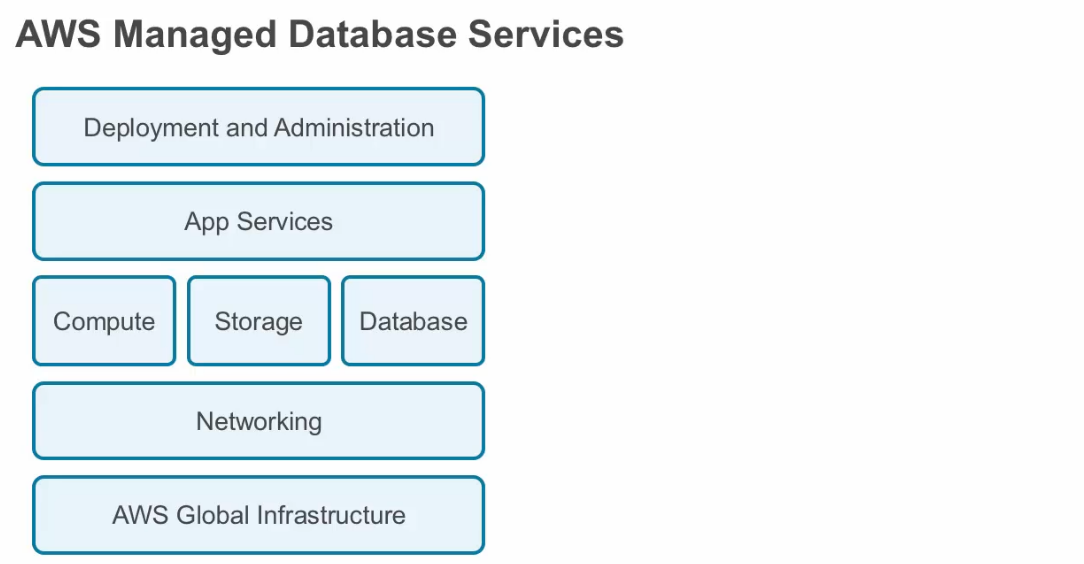 AWS Managed Database Services
Deployment and Administration
App Services
Compute
Storage
Database
Networking
AWS Global Infrastructure